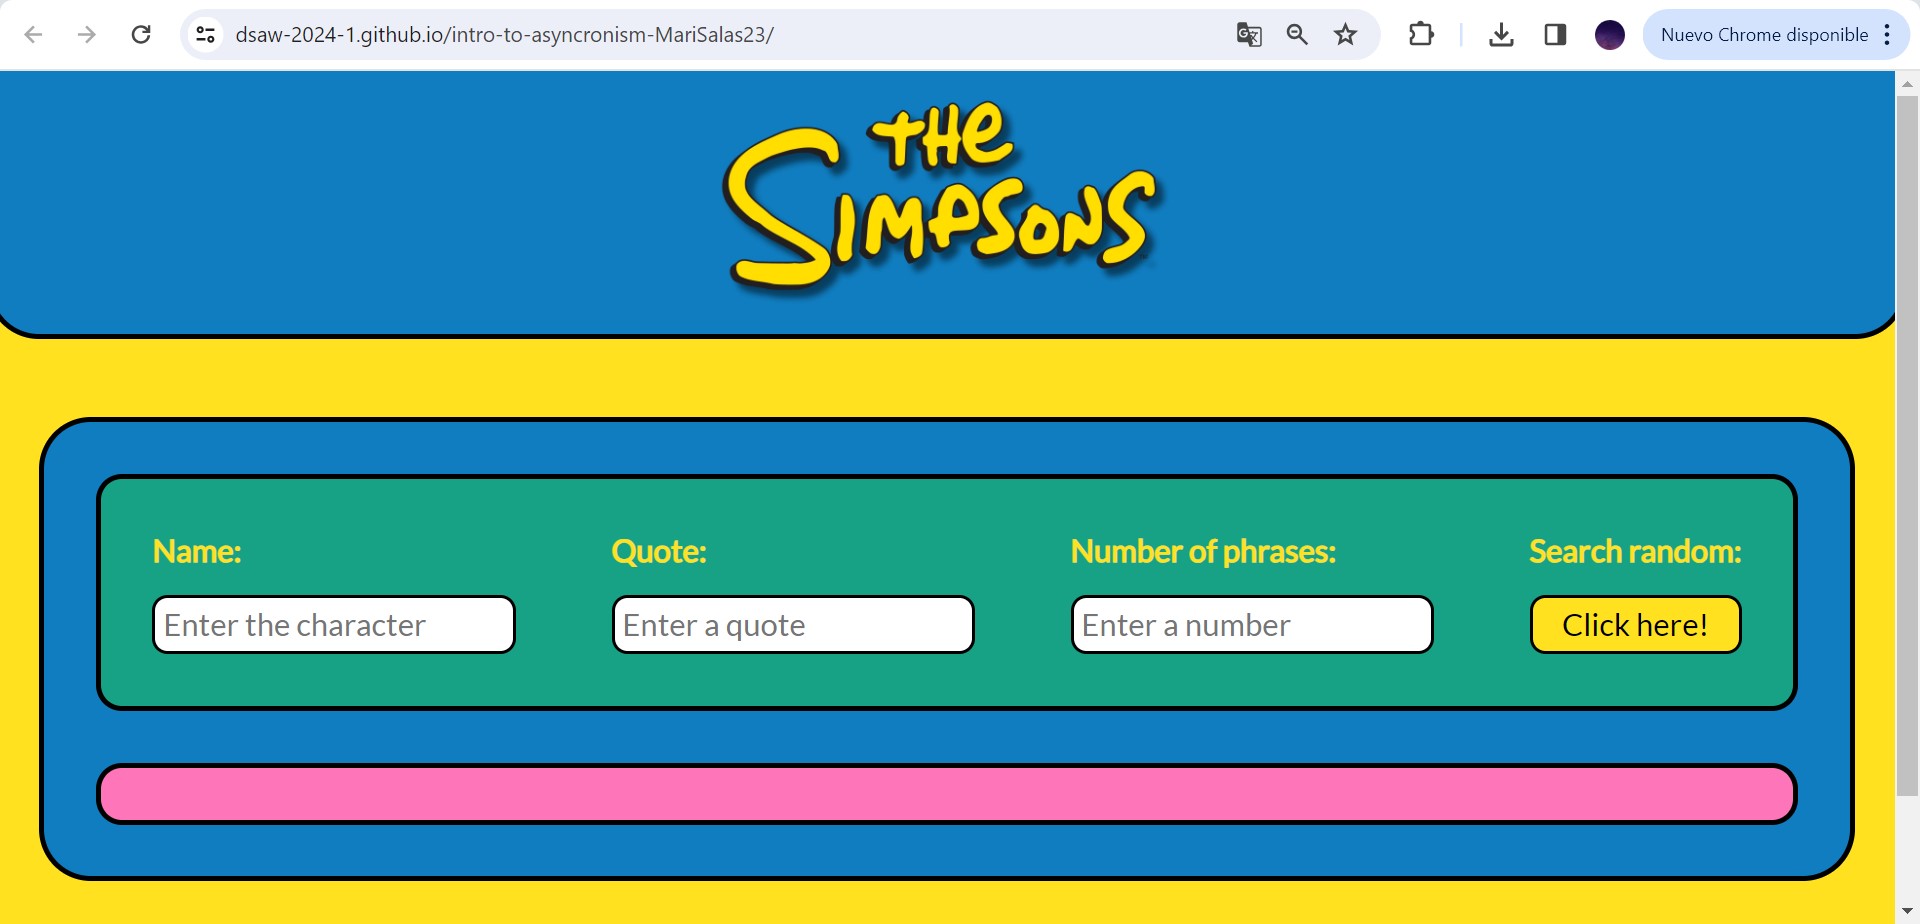 dsaw-2024-1.github.io/intro-to-asyncronism-MariSalas23/
Nuevo Chrome disponible
THE
SIMPSONS
Name:
Quote:
Number of phrases:
Search random:
Enter the character
Enter a quote
Enter a number
Click here!